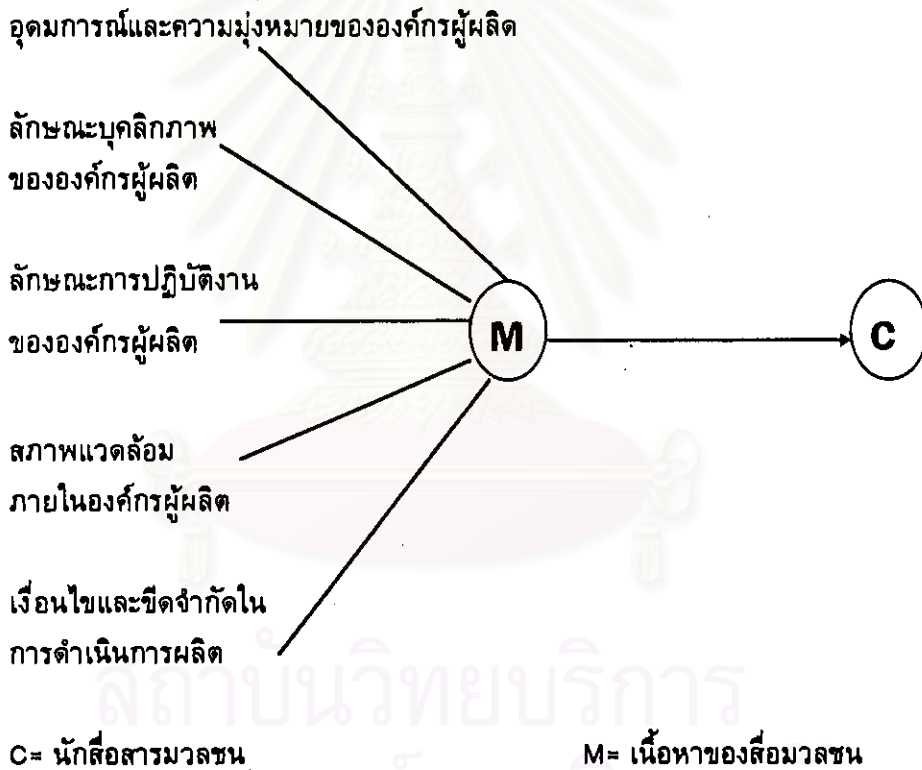 อุดมการณ์และความมุ่งหมายขององค์กรผู้ผลิต
ลักษณะบุคลิกภาพ
ขององค์กรผู้ผลิต
ลักษณะการปฏิบัติงาน
ขององค์กรผู้ผลิต
M
C
สภาพแวดล้อม
ภายในองค์กรผู้ผลิต
เงื่อนไขและขีดจำกัดใน
การดำเนินการผลิต
สถาบันวิทยบริการ
C= นักสื่อสารมวลชน M= เนื้อหาของสื่อมวลชน